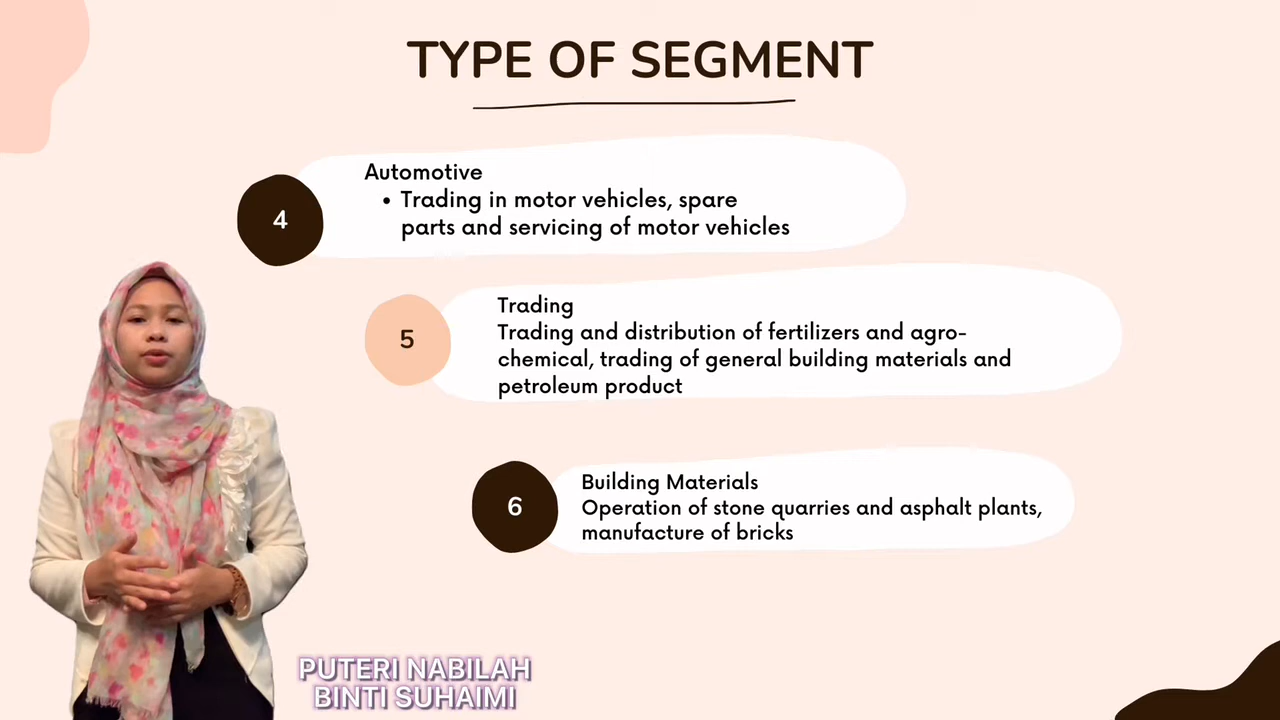 TYPE OF SEGMENT
4
Automotive
• Trading in motor vehicles, spare
parts and servicing of motor vehicles
5
Trading
Trading and distribution of fertilizers and agro-
chemical, trading of general building materials and
petroleum product
6
Building Materials
Operation of stone quarries and asphalt plants,
manufacture of bricks
PUTERI NABILAH
BINTI SUHAIMI